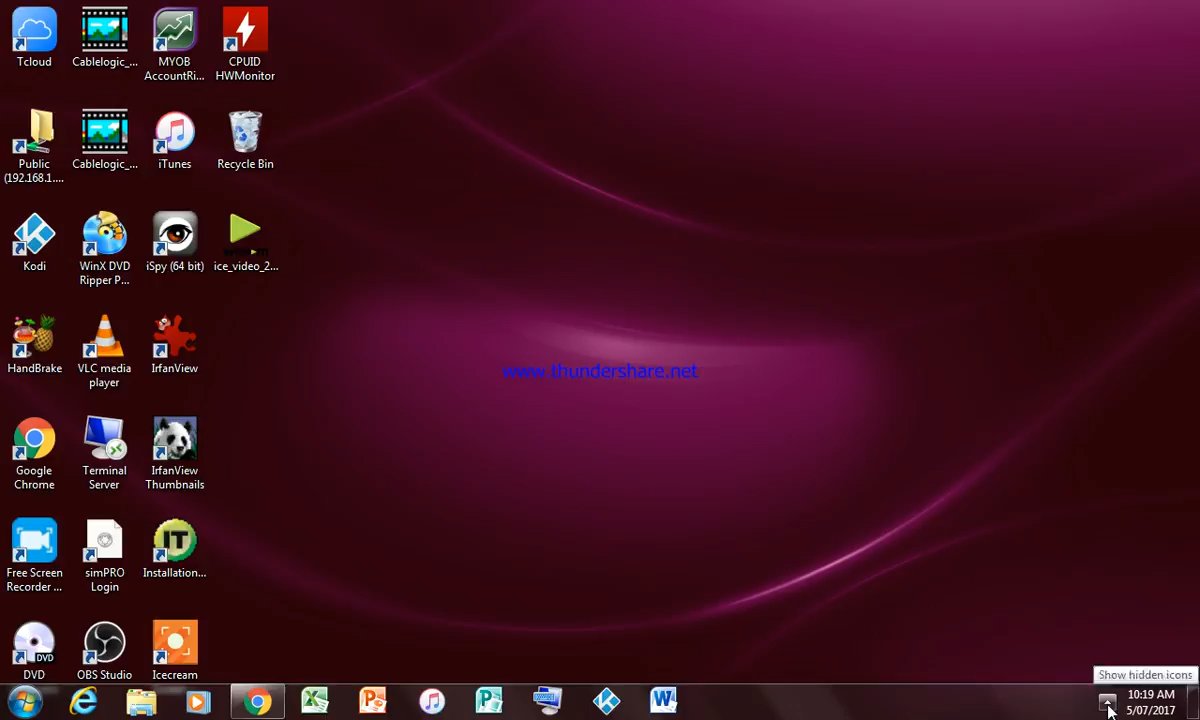 Tcloud
Cablelogic_...
MYOB
AccountRi...
CPUID
HWMonitor
Public
(192.168.1....
Cablelogic_...
iTunes
Recycle Bin
Kodi
WinX DVD
Ripper P...
iSpy (64 bit)
ice_video_2...
HandBrake
VLC media
player
IrfanView
www.thundershare.net
Google
Chrome
Terminal
Server
IrfanView
Thumbnails
IT
Free Screen
Recorder ...
simPRO
Login
Installation...
DVD
DVD
OBS Studio
Icecream
Show hidden icons
10:19 AM
5/07/2017